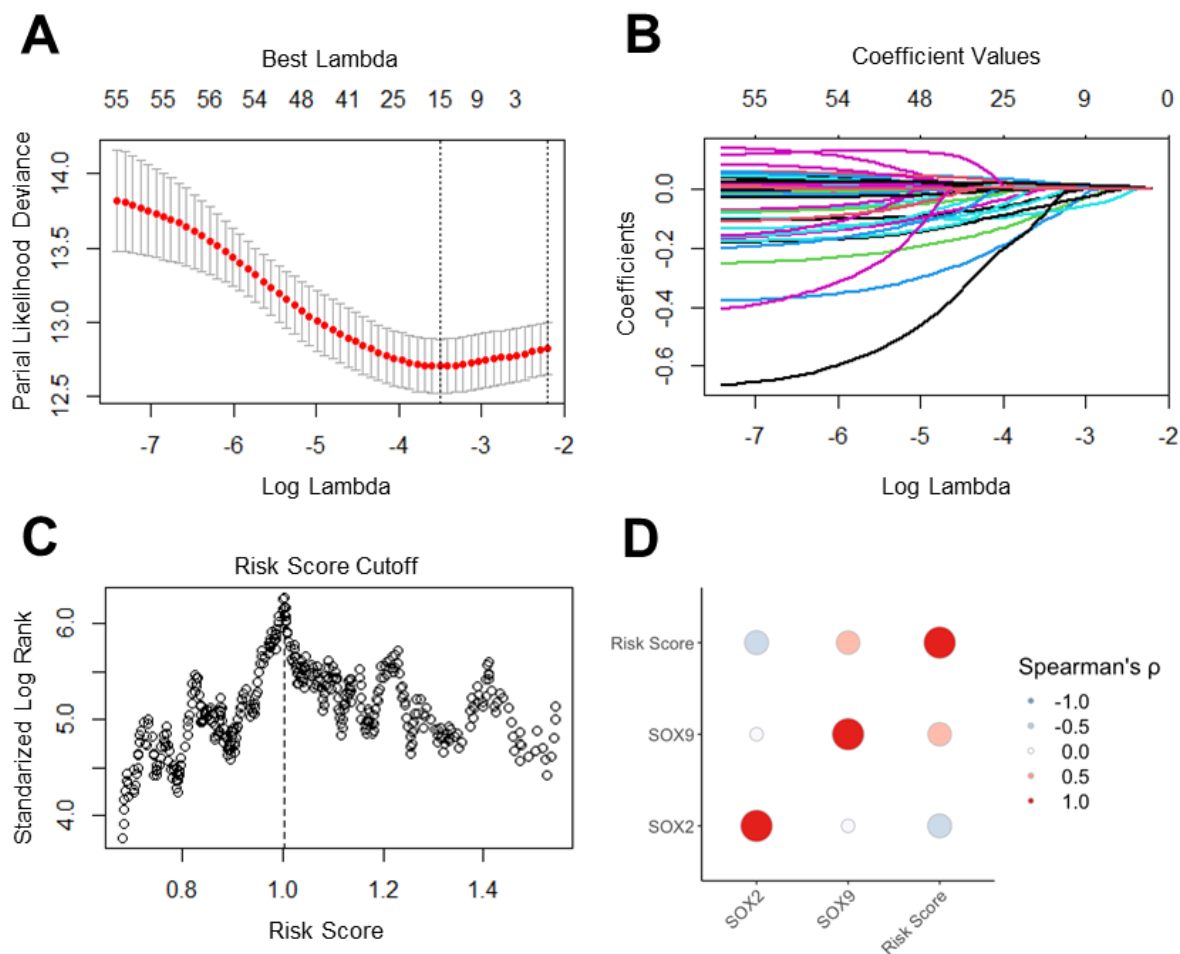 A
Best Lambda
55 55 56 54 48 41 25 15 9 3
Parial Likelihood Deviance
14.0
13.5
13.0
12.5
-7 -6 -5 -4 -3 -2
Log Lambda
B
Coefficient Values
55 54 48 25 9 0
Coefficients
0.0
-0.2
-0.4
-0.6
-7 -6 -5 -4 -3 -2
Log Lambda
C
Risk Score Cutoff
Standarized Log Rank
6.0
5.0
4.0
0.8 1.0 1.2 1.4
Risk Score
D
Risk Score
SOX9
SOX2
SOX2 SOX9 Risk Score
Spearman's ρ
-1.0
-0.5
0.0
0.5
1.0